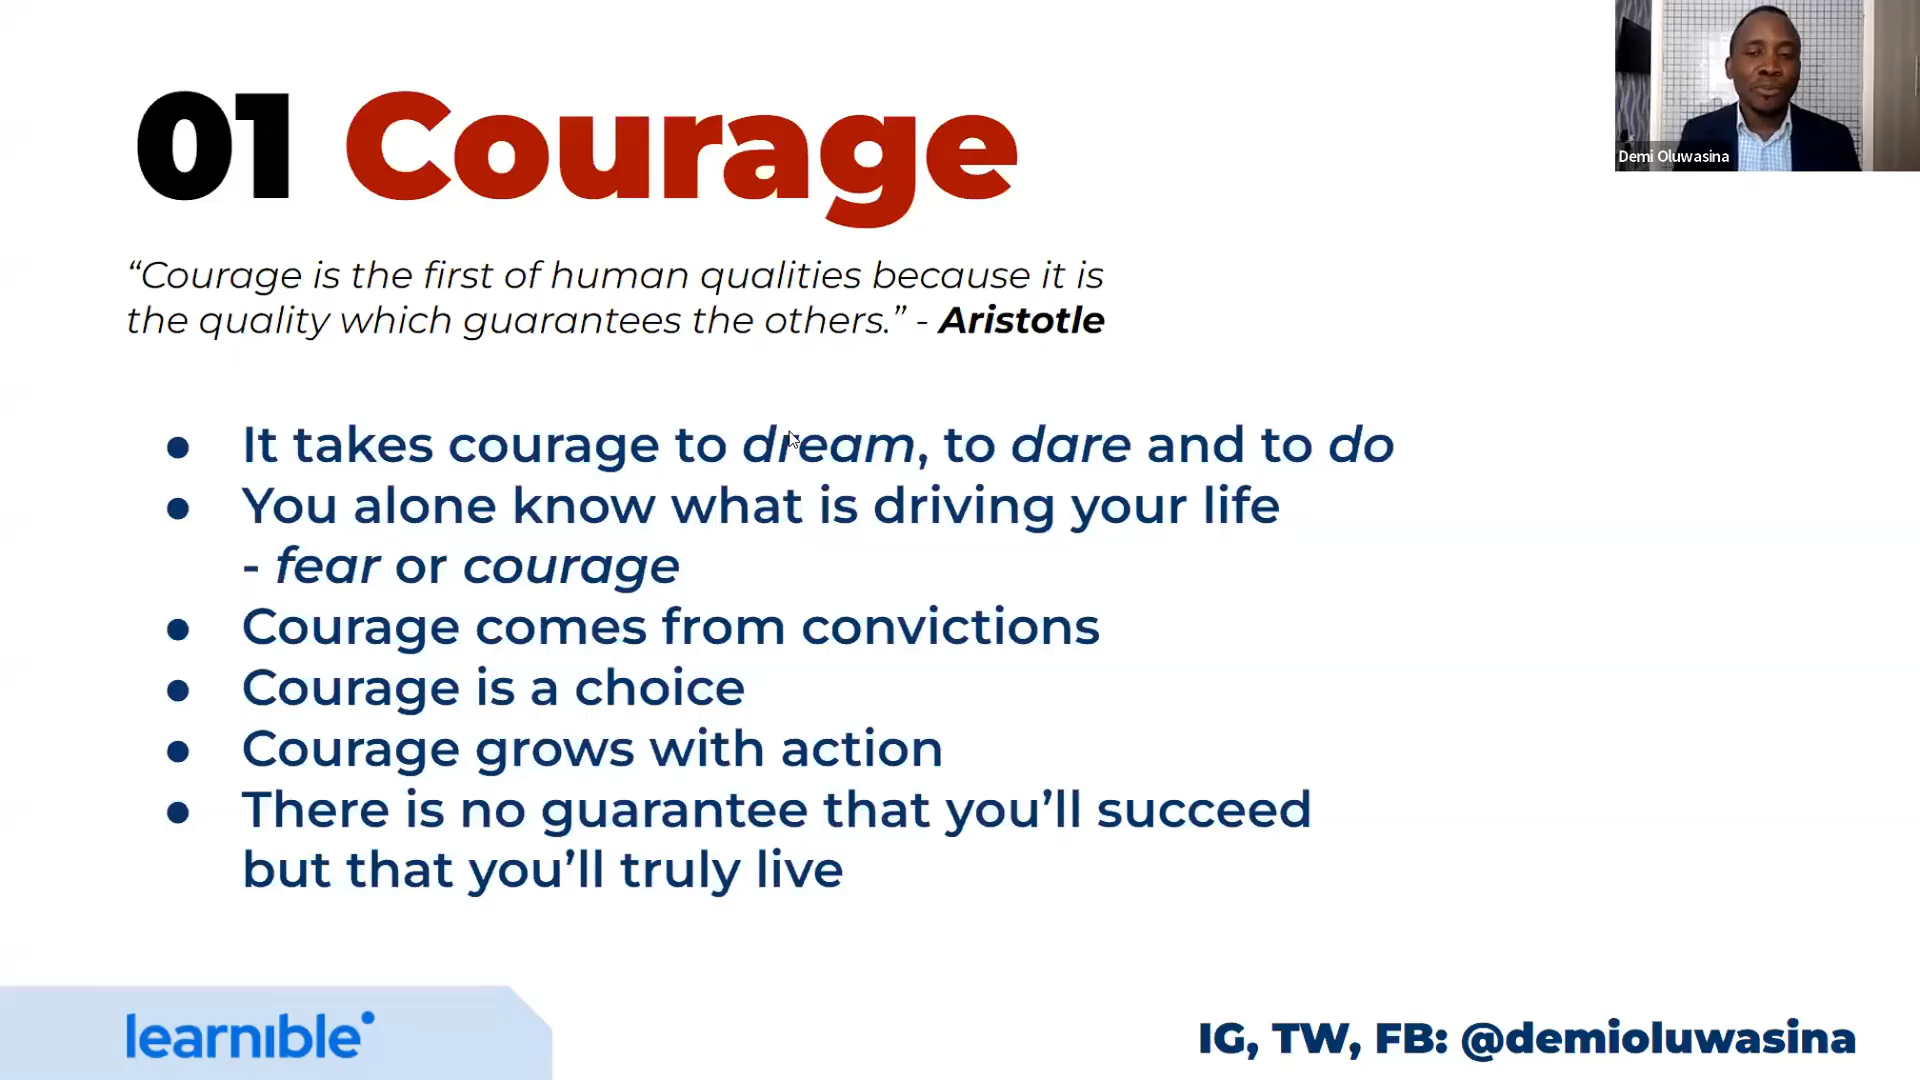 Demi Oluwasina
01 Courage
“Courage is the first of human qualities because it is
the quality which guarantees the others.” - Aristotle
● It takes courage to dream, to dare and to do
● You alone know what is driving your life
- fear or courage
● Courage comes from convictions
● Courage is a choice
● Courage grows with action
● There is no guarantee that you’ll succeed
but that you’ll truly live
learnible
IG, TW, FB: @demioluwasina